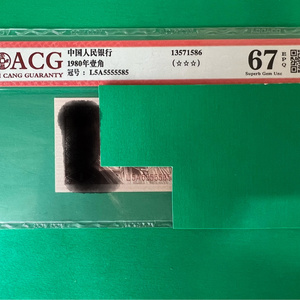 ACG
CANG GUARANTY
中国人民银行
1980年壹角
冠号：L5A5555585
13571586
(☆☆☆)
67 EPQ
Superb Gem Unc